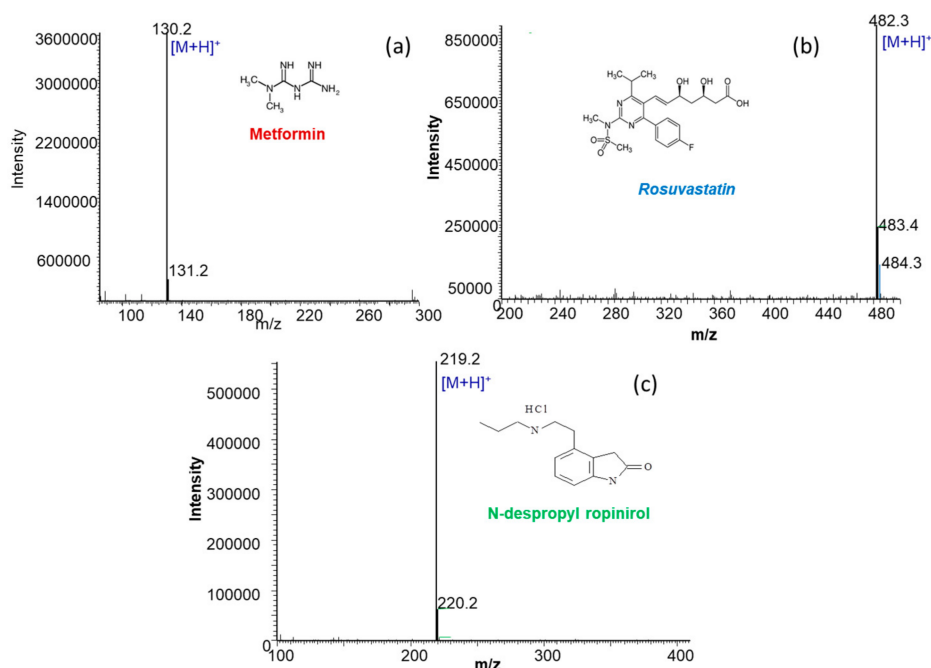 130.2
3600000
[M+H]+
(a)
3000000
NH NH
H₃C
N
N
H
NH₂
CH₃
2200000
Metformin
Intensity
1400000
600000
131.2
100 140 180 220 260 300
m/z
482.3
850000
[M+H]+
(b)
H₃C
CH₃
OH OH
O
OH
650000
N
H₃C
N
N
S
O
O
CH₃
F
450000
Intensity
Rosuvastatin
250000
483.4
484.3
50000
0
200 240 280 320 360 400 440 480
m/z
219.2
500000
[M+H]+
(c)
HCl
N
400000
O
N
300000
Intensity
N-despropyl ropinirol
200000
100000
220.2
0
100 200 300 400
m/z